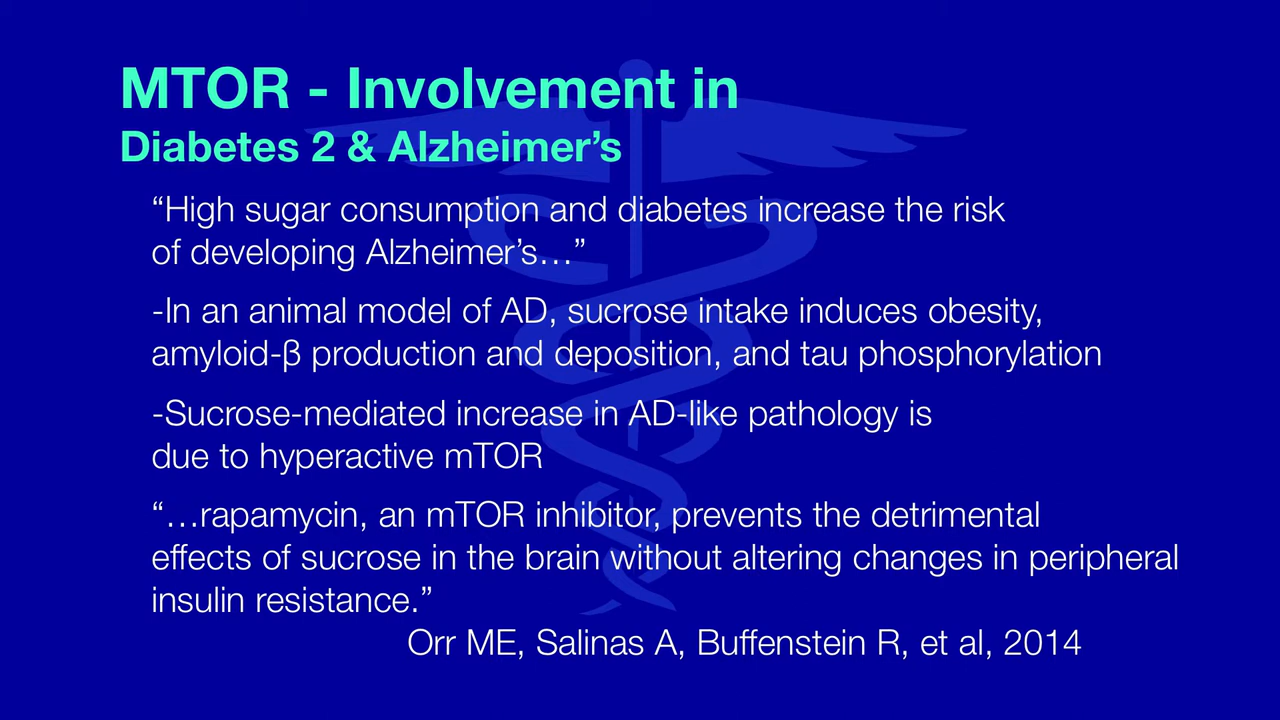 MTOR - Involvement in
Diabetes 2 & Alzheimer’s
“High sugar consumption and diabetes increase the risk
of developing Alzheimer’s…”
-In an animal model of AD, sucrose intake induces obesity,
amyloid-β production and deposition, and tau phosphorylation
-Sucrose-mediated increase in AD-like pathology is
due to hyperactive mTOR
“…rapamycin, an mTOR inhibitor, prevents the detrimental
effects of sucrose in the brain without altering changes in peripheral
insulin resistance.”
Orr ME, Salinas A, Buffenstein R, et al, 2014